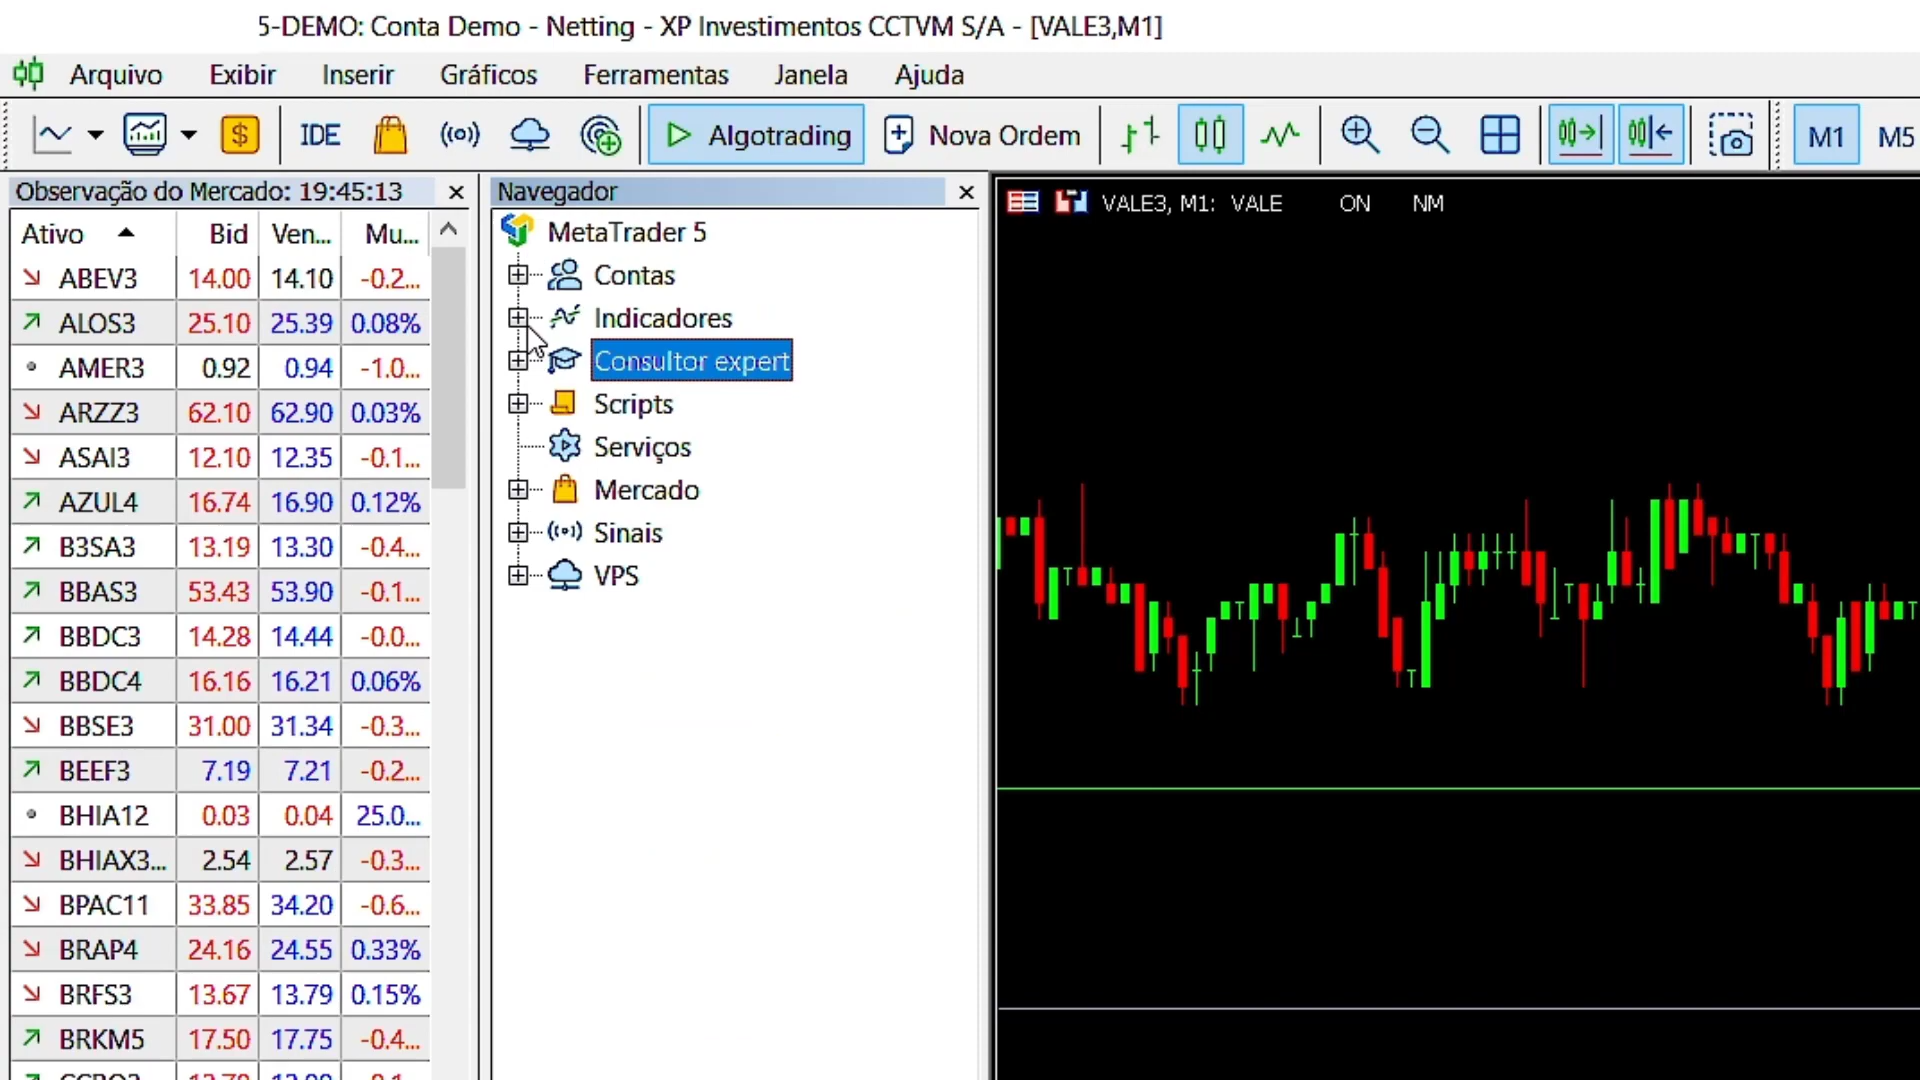 5-DEMO: Conta Demo - Netting - XP Investimentos CCTVM S/A - [VALE3,M1]
Arquivo Exibir Inserir Gráficos Ferramentas Janela Ajuda
IDE Algotrading Nova Ordem M1 M5
Observação do Mercado: 19:45:13
Ativo Bid Ven... Mu...
ABEV3 14.00 14.10 -0.2...
ALOS3 25.10 25.39 0.08%
AMER3 0.92 0.94 -1.0...
ARZZ3 62.10 62.90 0.03%
ASAI3 12.10 12.35 -0.1...
AZUL4 16.74 16.90 0.12%
B3SA3 13.19 13.30 -0.4...
BBAS3 53.43 53.90 -0.1...
BBDC3 14.28 14.44 -0.0...
BBDC4 16.16 16.21 0.06%
BBSE3 31.00 31.34 -0.3...
BEEF3 7.19 7.21 -0.2...
BHIA12 0.03 0.04 25.0...
BHIAX3... 2.54 2.57 -0.3...
BPAC11 33.85 34.20 -0.6...
BRAP4 24.16 24.55 0.33%
BRFS3 13.67 13.79 0.15%
BRKM5 17.50 17.75 -0.4...
Navegador
MetaTrader 5
Contas
Indicadores
Consultor expert
Scripts
Serviços
Mercado
Sinais
VPS
VALE3, M1: VALE ON NM